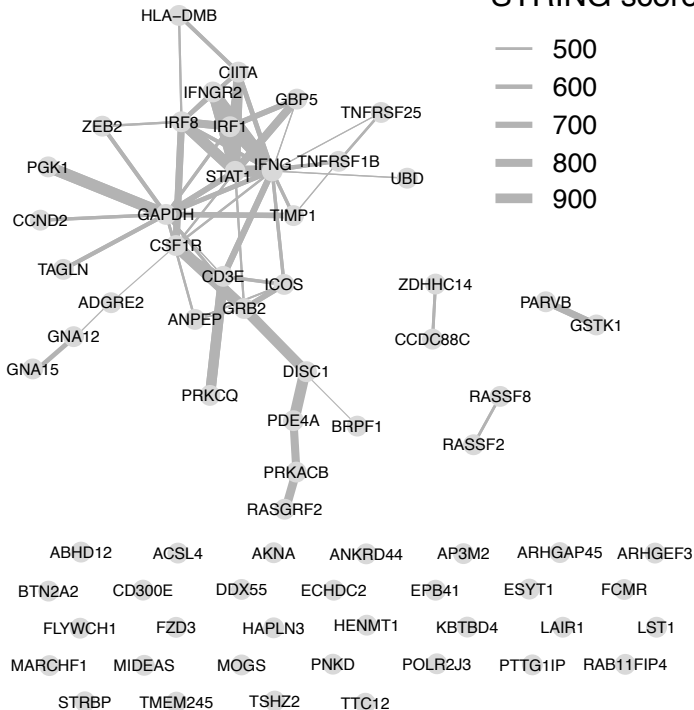 STRING score
HLA−DMB
500
CIITA
600
IFNGR2
GBP5
TNFRSF25
ZEB2
IRF8
IRF1
700
PGK1
STAT1
IFNG
TNFRSF1B
800
UBD
900
CCND2
GAPDH
TIMP1
CSF1R
TAGLN
CD3E
ICOS
ZDHHC14
ADGRE2
ANPEP
GRB2
PARVB
GNA12
CCDC88C
GSTK1
GNA15
DISC1
PRKCQ
RASSF8
PDE4A
BRPF1
RASSF2
PRKACB
RASGRF2
ABHD12 ACSL4 AKNA ANKRD44 AP3M2 ARHGAP45 ARHGEF3
BTN2A2 CD300E DDX55 ECHDC2 EPB41 ESYT1 FCMR
FLYWCH1 FZD3 HAPLN3 HENMT1 KBTBD4 LAIR1 LST1
MARCHF1 MIDEAS MOGS PNKD POLR2J3 PTTG1IP RAB11FIP4
STRBP TMEM245 TSHZ2 TTC12